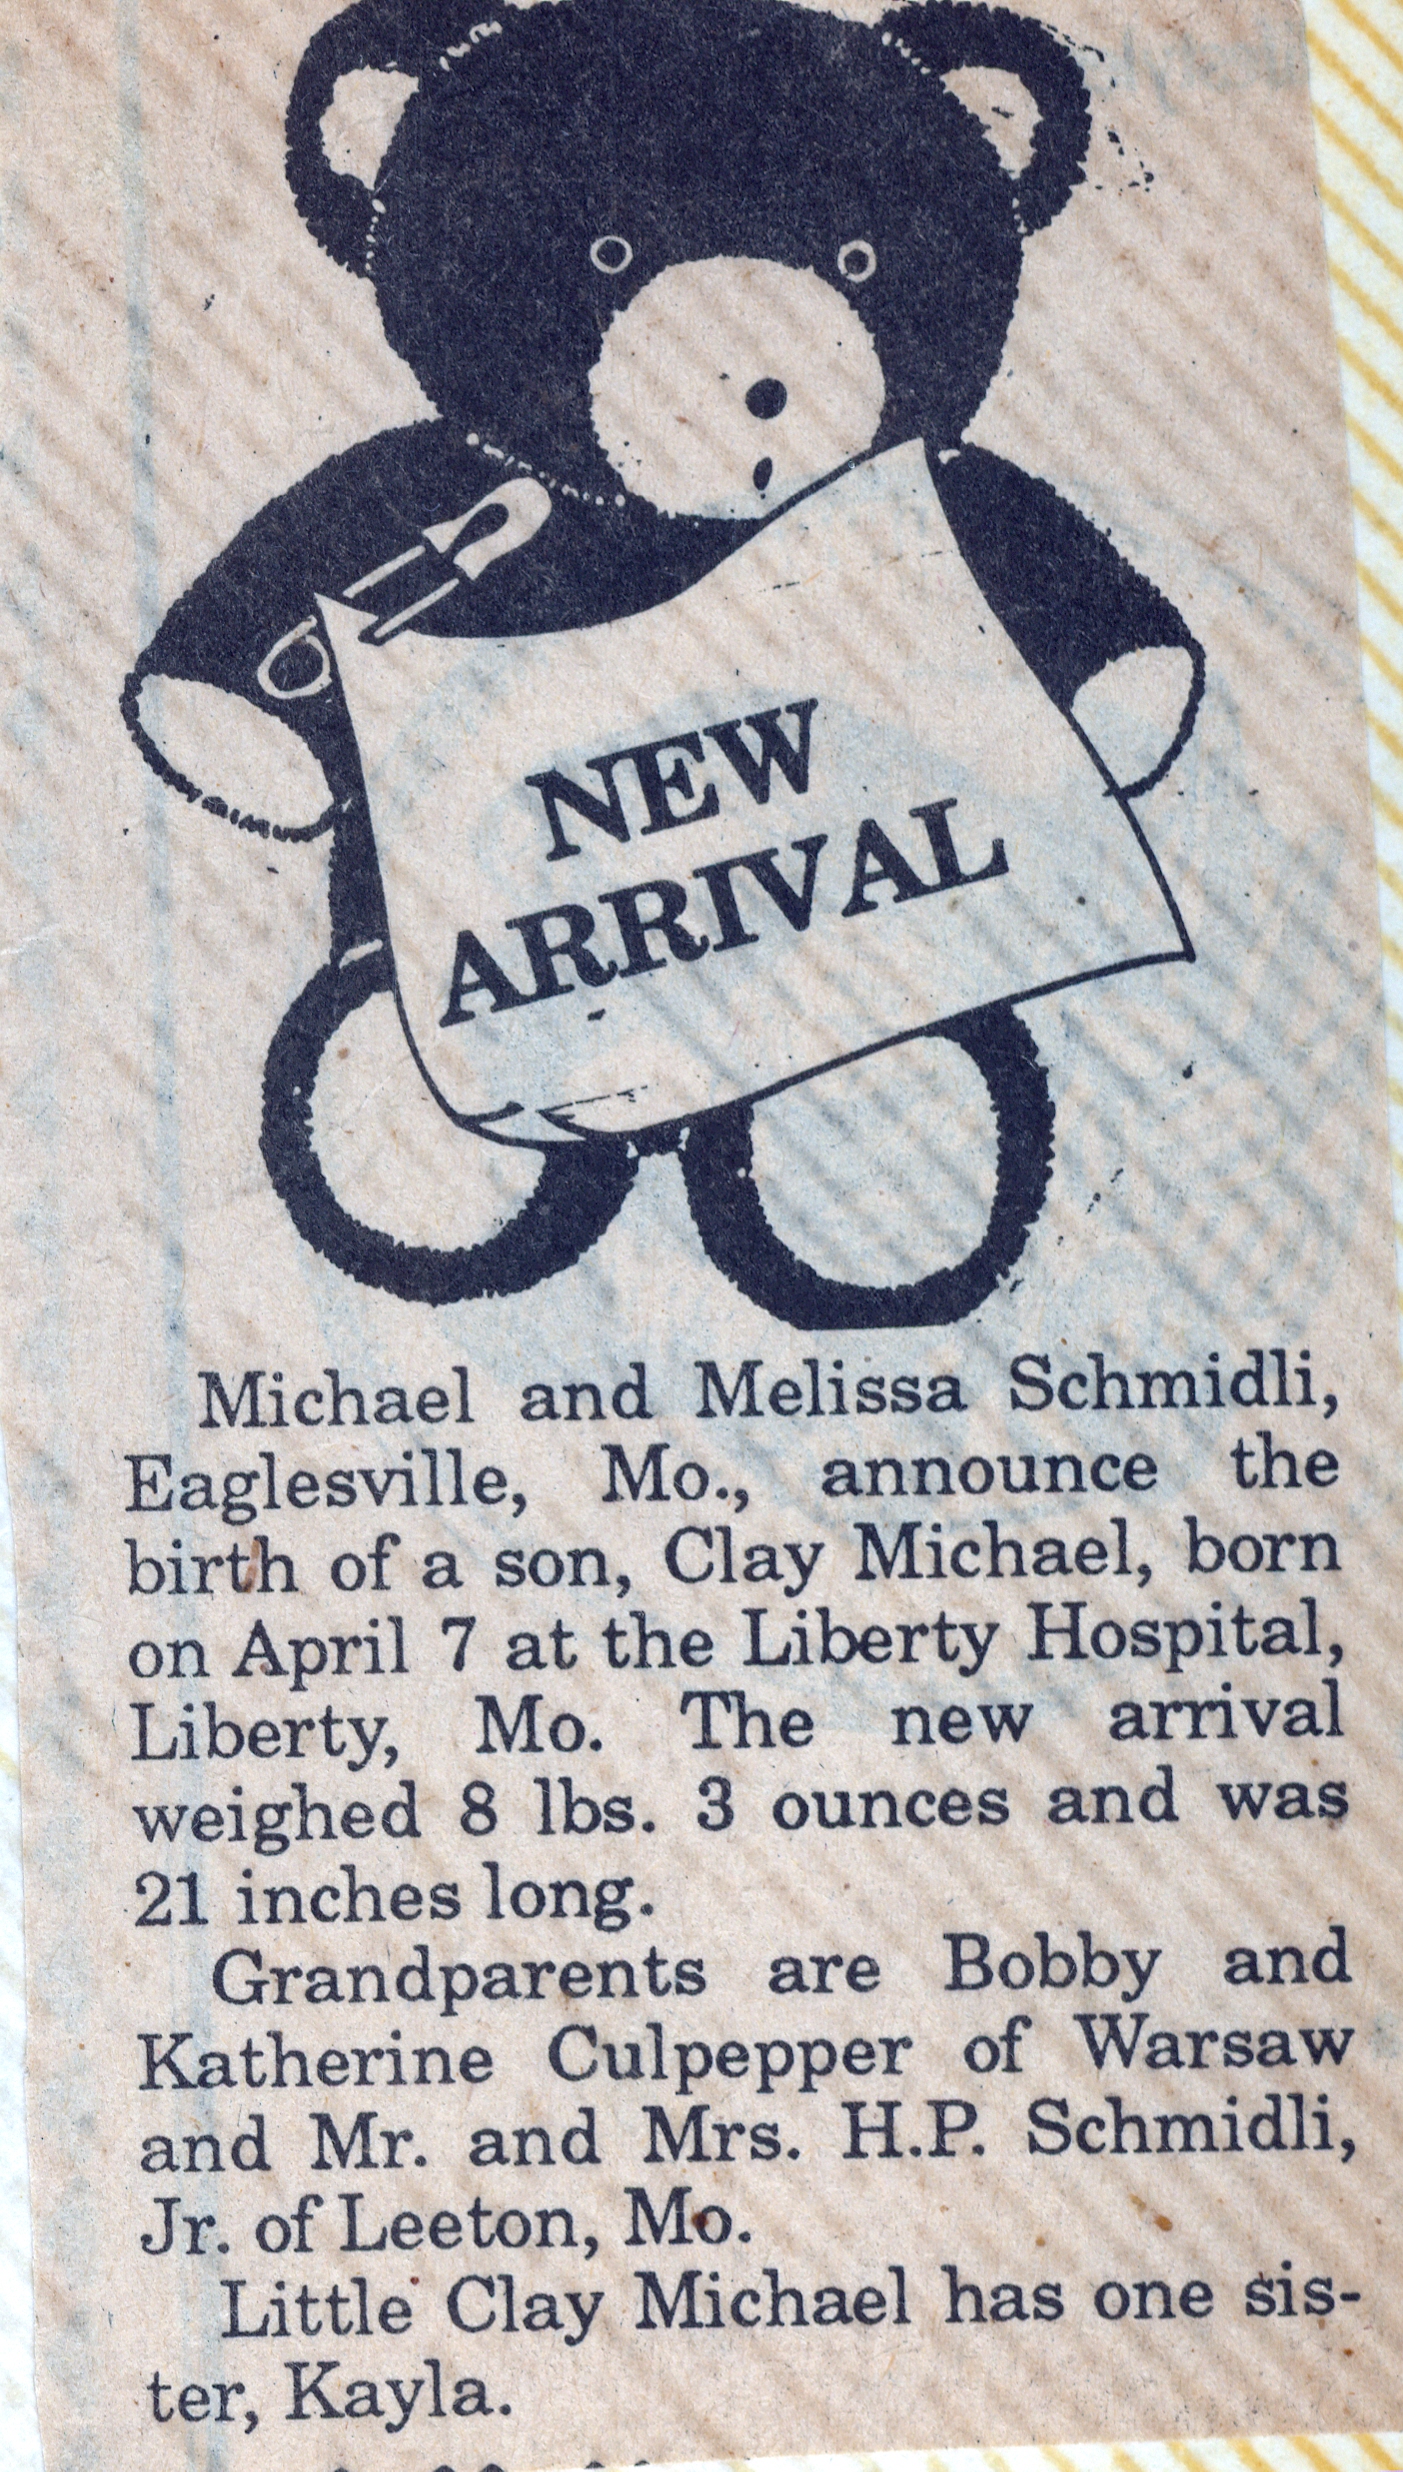 NEW
ARRIVAL
Michael and Melissa Schmidli,
Eaglesville, Mo., announce the
birth of a son, Clay Michael, born
on April 7 at the Liberty Hospital,
Liberty, Mo. The new arrival
weighed 8 lbs. 3 ounces and was
21 inches long.
Grandparents are Bobby and
Katherine Culpepper of Warsaw
and Mr. and Mrs. H.P. Schmidli,
Jr. of Leeton, Mo.
Little Clay Michael has one sis-
ter, Kayla.